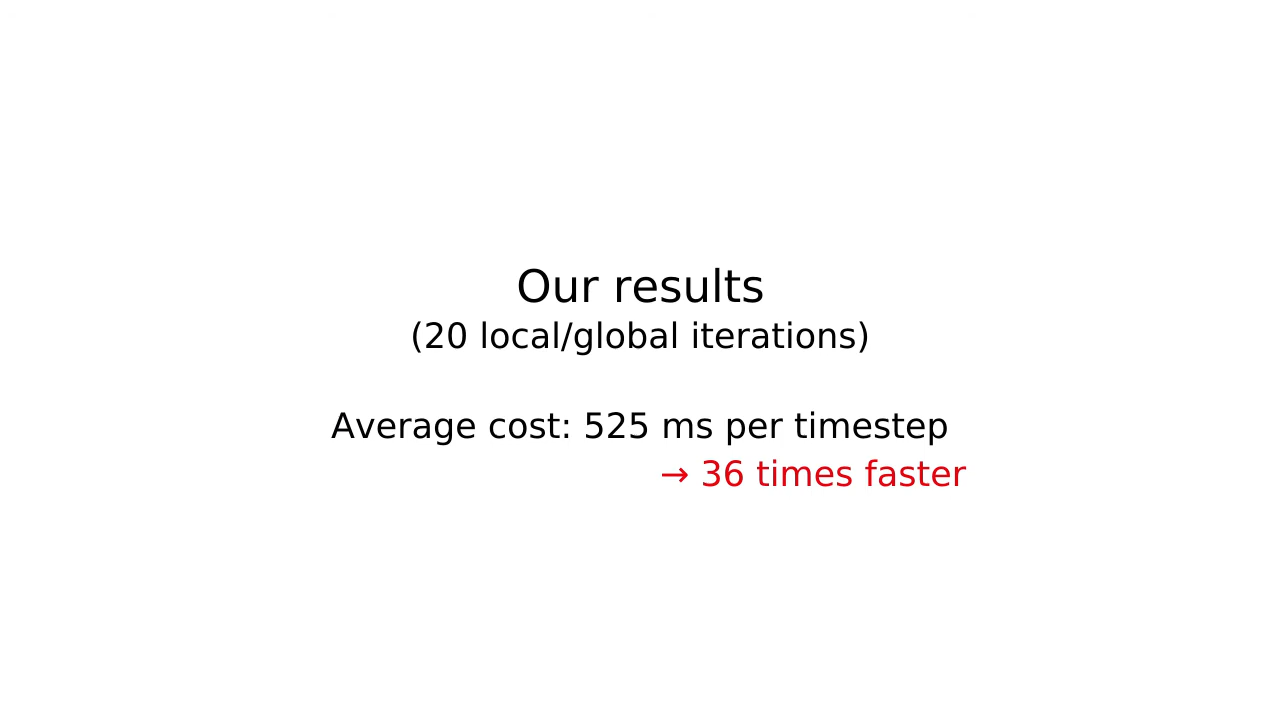 Our results
(20 local/global iterations)
Average cost: 525 ms per timestep
→ 36 times faster